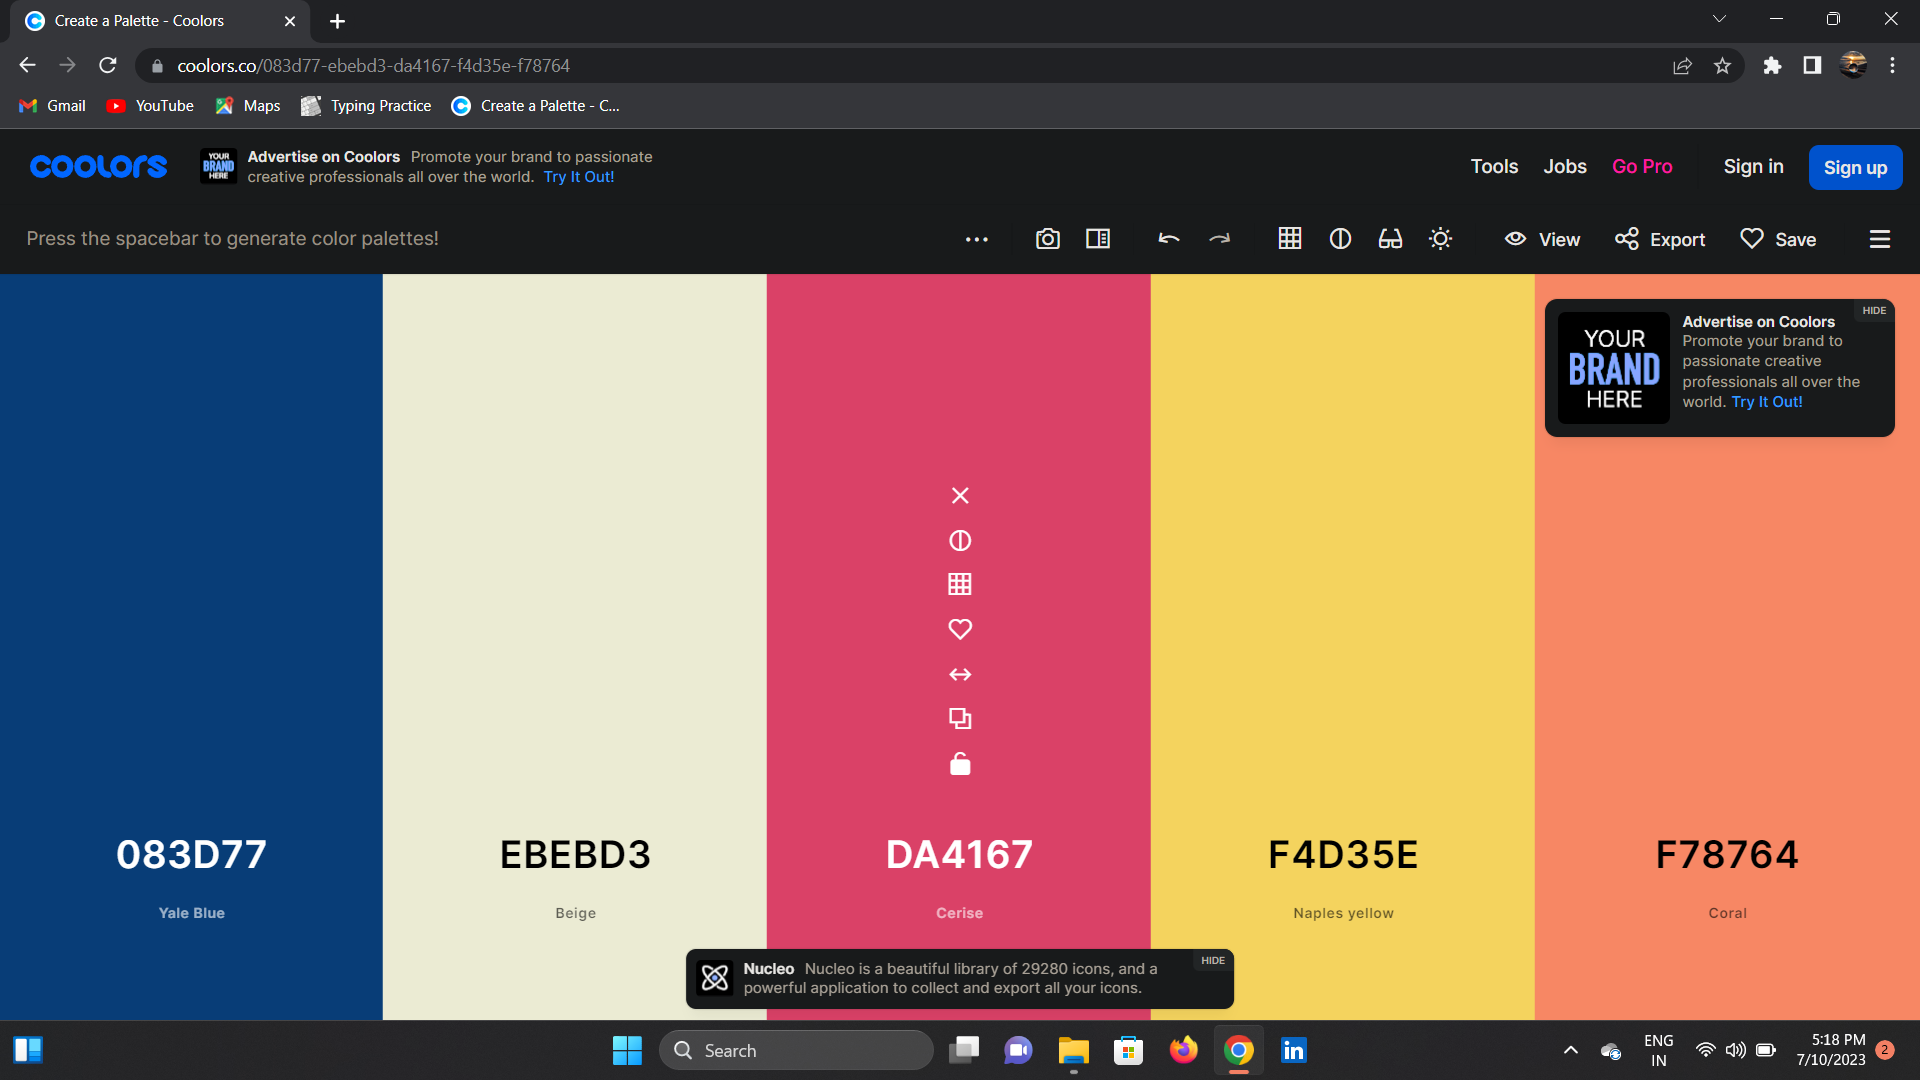 Create a Palette - Coolors
coolors.co/083d77-ebebd3-da4167-f4d35e-f78764
Gmail YouTube Maps Typing Practice Create a Palette - C...
coolors
YOUR
BRAND
HERE
Advertise on Coolors Promote your brand to passionate
creative professionals all over the world. Try It Out!
Tools Jobs Go Pro Sign in Sign up
Press the spacebar to generate color palettes!
View Export Save
HIDE
YOUR
BRAND
HERE
Advertise on Coolors
Promote your brand to
passionate creative
professionals all over the
world. Try It Out!
083D77 EBEBD3 DA4167 F4D35E F78764
Yale Blue Beige Cerise Naples yellow Coral
HIDE
Nucleo Nucleo is a beautiful library of 29280 icons, and a
powerful application to collect and export all your icons.
Search
in
ENG
IN
5:18 PM
7/10/2023
2